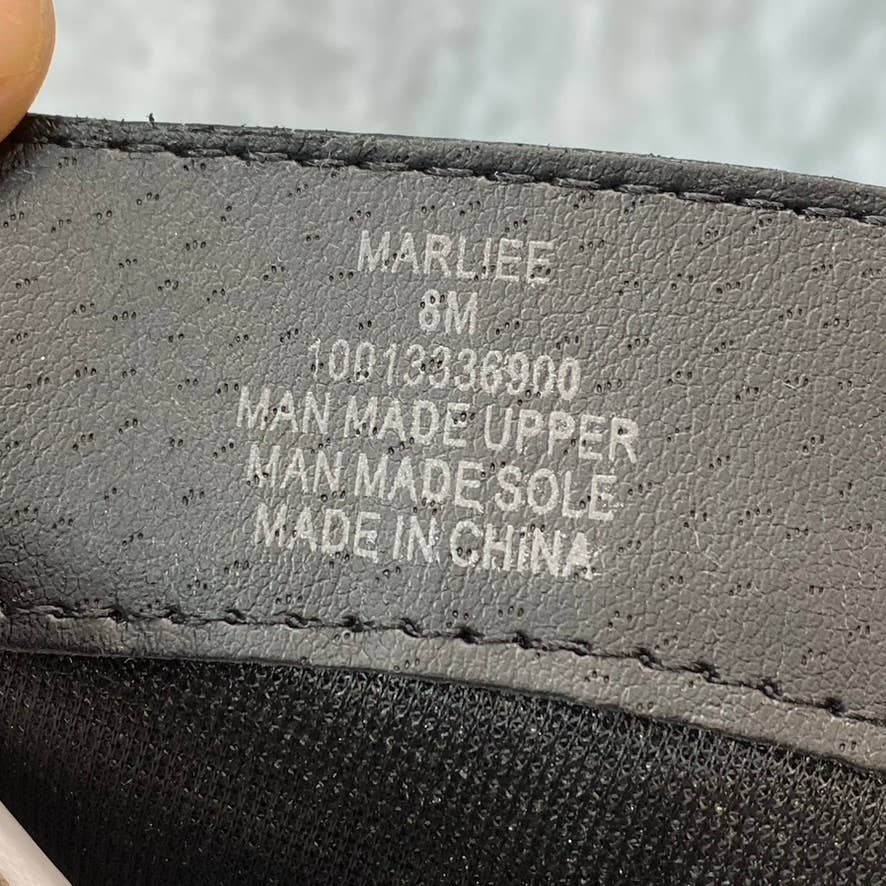 MARLIEE
8M
10013336900
MAN MADE UPPER
MAN MADE SOLE
MADE IN CHINA